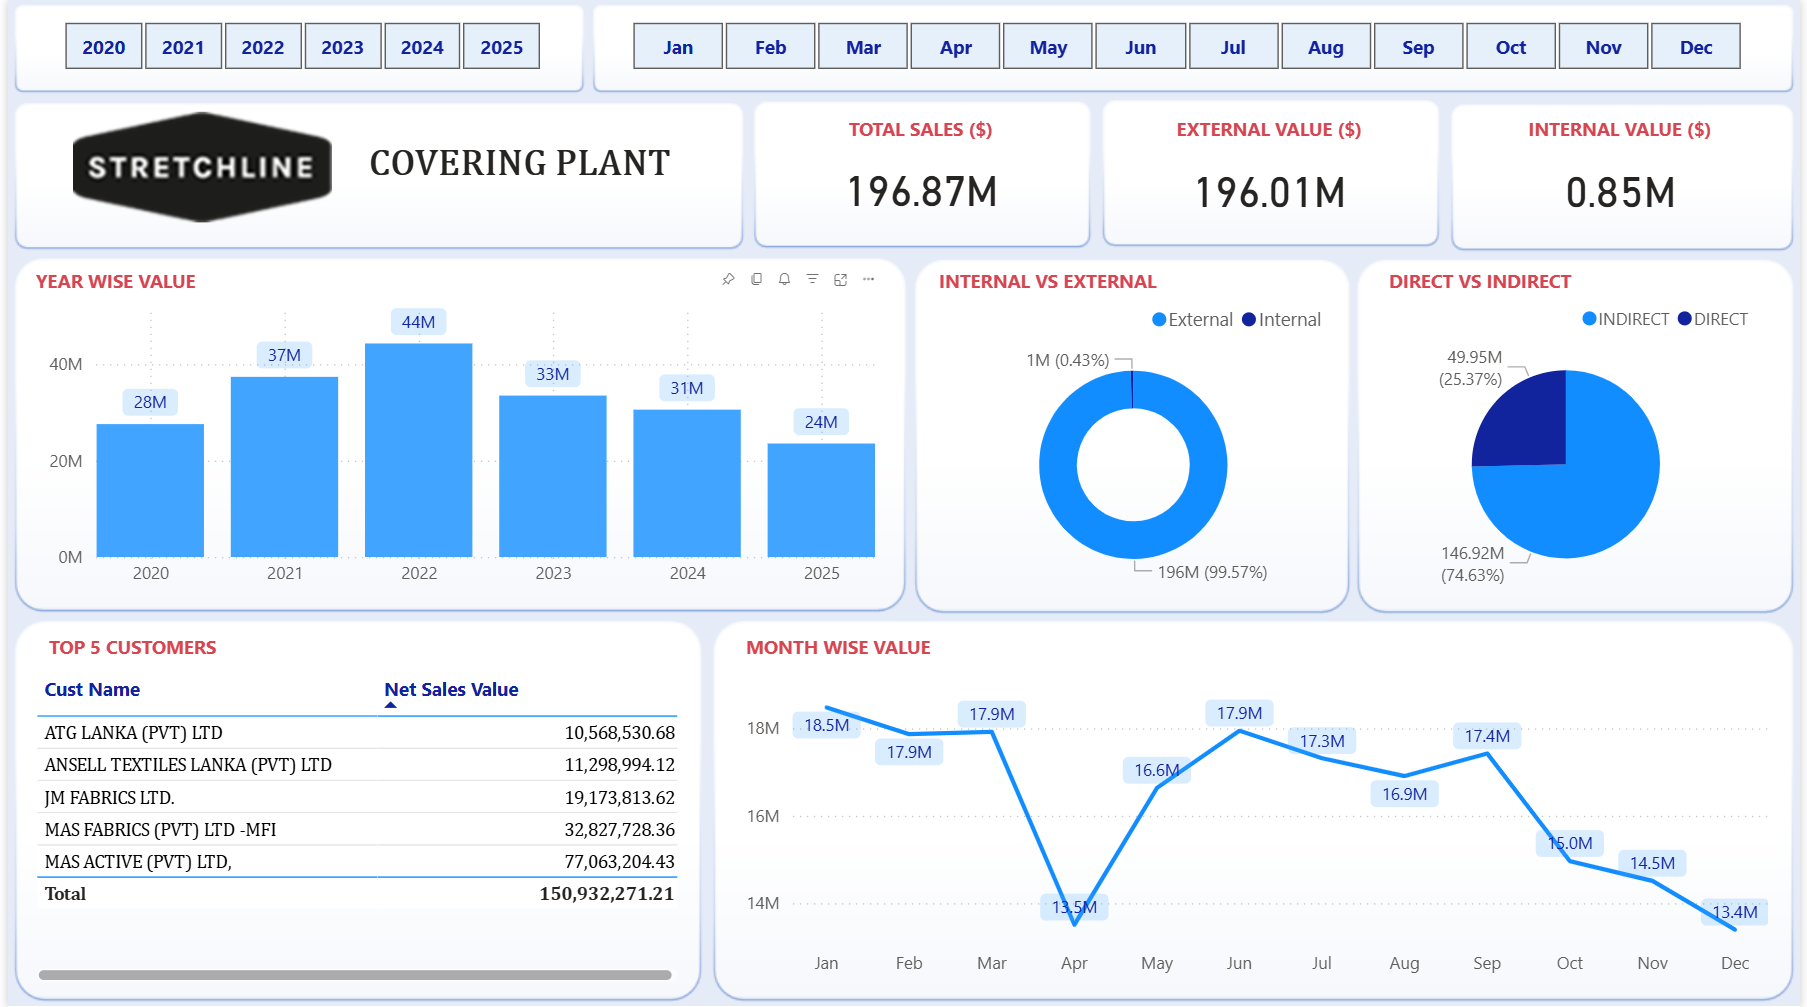 2020 2021 2022 2023 2024 2025
Jan Feb Mar Apr May Jun Jul Aug Sep Oct Nov Dec
STRETCHLINE
COVERING PLANT
TOTAL SALES ($)
196.87M
EXTERNAL VALUE ($)
196.01M
INTERNAL VALUE ($)
0.85M
YEAR WISE VALUE
44M
37M
40M
33M
31M
28M
24M
20M
0M
2020 2021 2022 2023 2024 2025
INTERNAL VS EXTERNAL
External Internal
1M (0.43%)
196M (99.57%)
DIRECT VS INDIRECT
INDIRECT DIRECT
49.95M
(25.37%)
146.92M
(74.63%)
TOP 5 CUSTOMERS
Cust Name Net Sales Value
ATG LANKA (PVT) LTD 10,568,530.68
ANSELL TEXTILES LANKA (PVT) LTD 11,298,994.12
JM FABRICS LTD. 19,173,813.62
MAS FABRICS (PVT) LTD -MFI 32,827,728.36
MAS ACTIVE (PVT) LTD, 77,063,204.43
Total 150,932,271.21
MONTH WISE VALUE
18M
16M
14M
18.5M 17.9M 17.9M 13.5M 16.6M 17.9M 17.3M 16.9M 17.4M 15.0M 14.5M 13.4M
Jan Feb Mar Apr May Jun Jul Aug Sep Oct Nov Dec